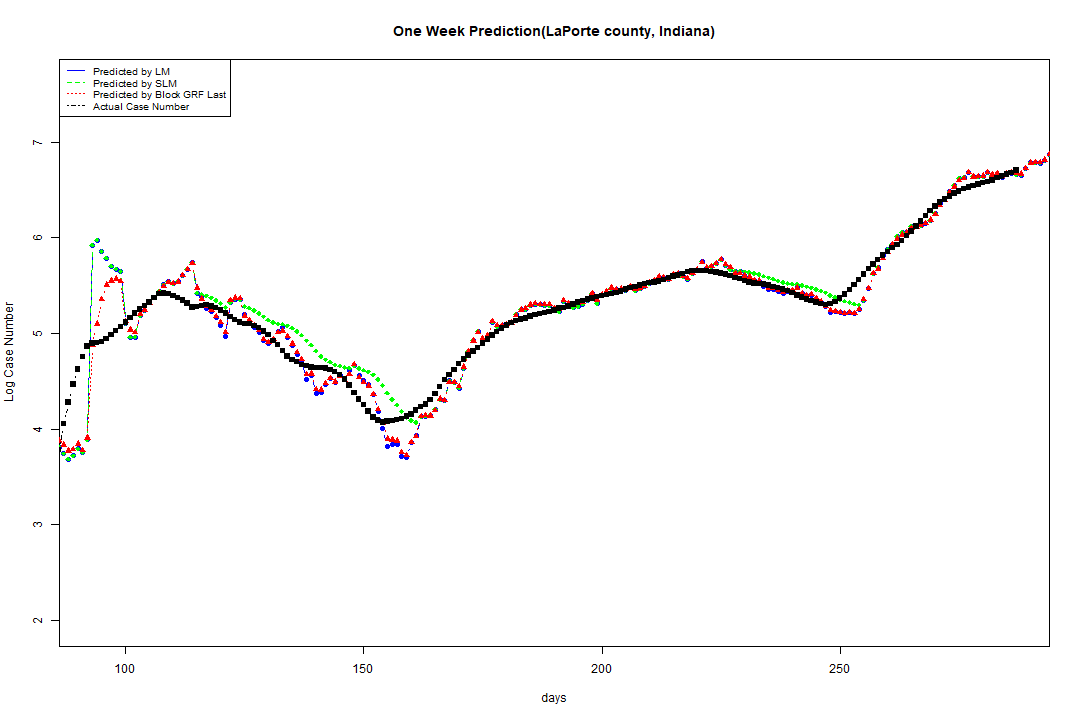 One Week Prediction(LaPorte county, Indiana)
Predicted by LM
Predicted by SLM
Predicted by Block GRF Last
Actual Case Number
Log Case Number
7
6
5
4
3
2
100 150 200 250
days